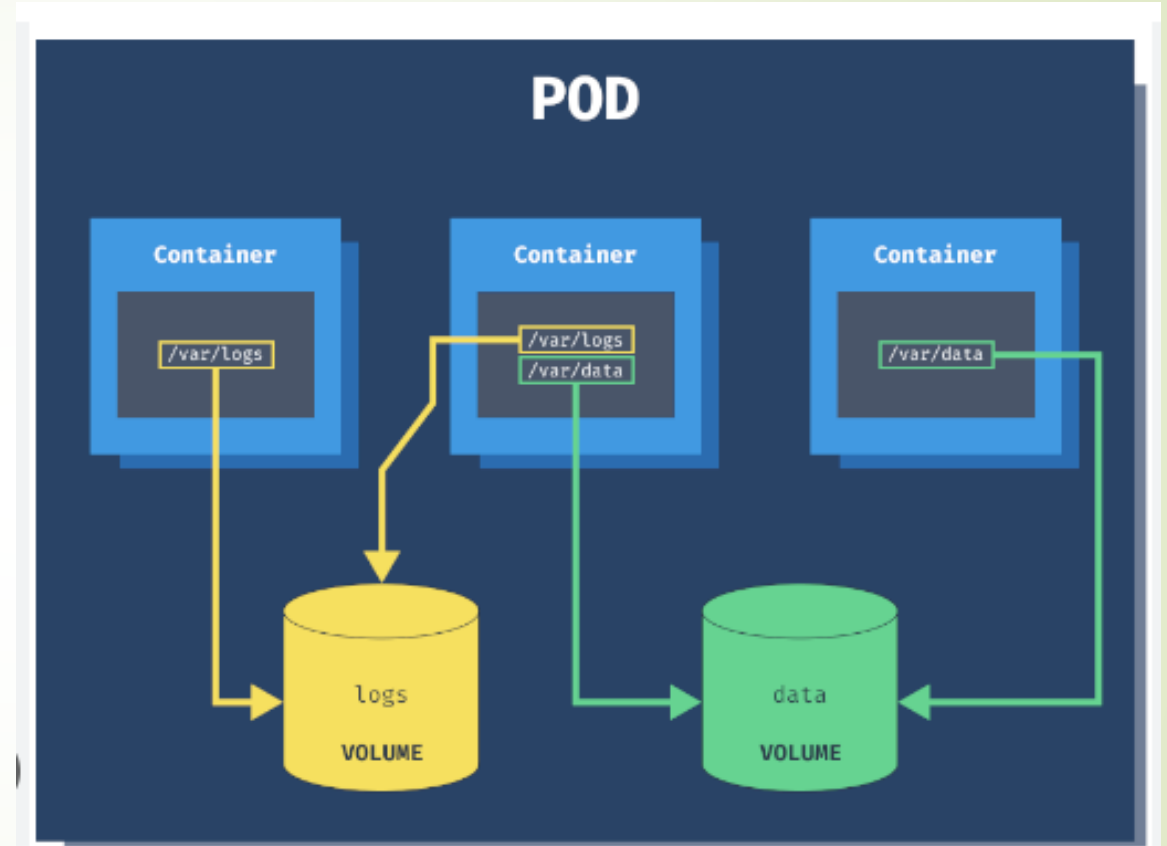 POD
Container
Container
Container
/var/logs
/var/logs
/var/data
/var/data
logs
VOLUME
data
VOLUME